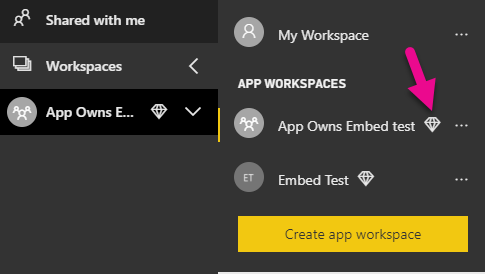 Shared with me
Workspaces
App Owns E...
My Workspace
...
APP WORKSPACES
App Owns Embed test
...
ET
Embed Test
...
Create app workspace